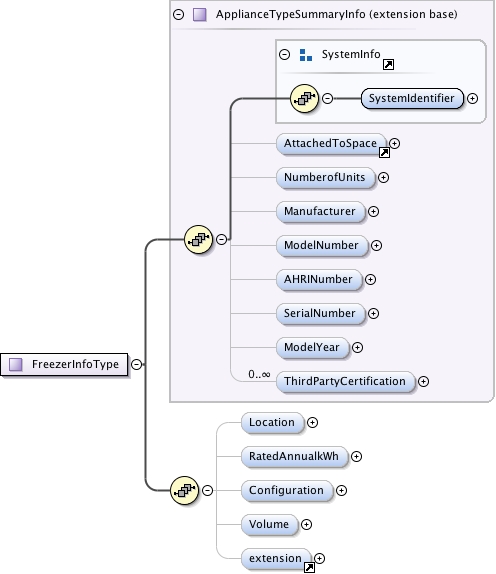 ApplianceTypeSummaryInfo (extension base)
SystemInfo
SystemIdentifier
AttachedToSpace
NumberofUnits
Manufacturer
ModelNumber
AHRINumber
SerialNumber
ModelYear
0..∞
ThirdPartyCertification
FreezerInfoType
Location
RatedAnnualkWh
Configuration
Volume
extension